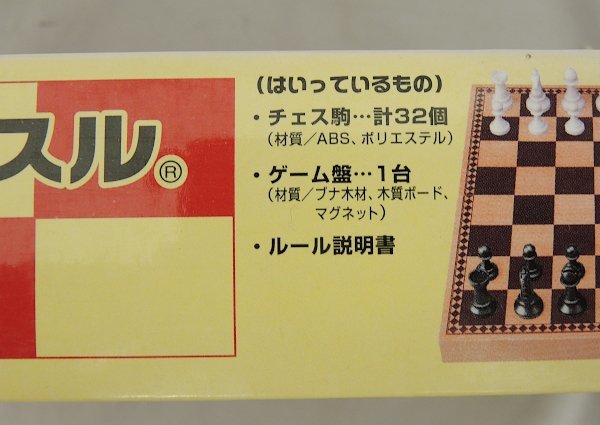 スル®
(はいっているもの)
・チェス駒…計32個
(材質/ABS、ポリエステル)
・ゲーム盤…1台
(材質/ブナ木材、木質ボード、
マグネット)
・ルール説明書